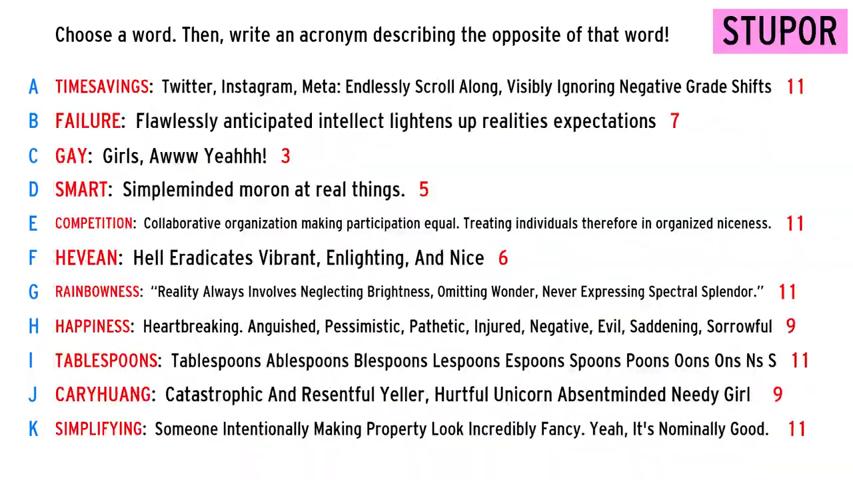 Choose a word. Then, write an acronym describing the opposite of that word!
STUPOR
A TIMESAVINGS: Twitter, Instagram, Meta: Endlessly Scroll Along, Visibly Ignoring Negative Grade Shifts 11
B FAILURE: Flawlessly anticipated intellect lightens up realities expectations 7
C GAY: Girls, Awww Yeahhh! 3
D SMART: Simpleminded moron at real things. 5
E COMPETITION: Collaborative organization making participation equal. Treating individuals therefore in organized niceness. 11
F HEVEAN: Hell Eradicates Vibrant, Enlighting, And Nice 6
G RAINBOWNESS: “Reality Always Involves Neglecting Brightness, Omitting Wonder, Never Expressing Spectral Splendor.” 11
H HAPPINESS: Heartbreaking. Anguished, Pessimistic, Pathetic, Injured, Negative, Evil, Saddening, Sorrowful 9
I TABLESPOONS: Tablespoons Ablespoons Blespoons Lespoons Espoons Spoons Poons Oons Ons Ns S 11
J CARYHUANG: Catastrophic And Resentful Yeller, Hurtful Unicorn Absentminded Needy Girl 9
K SIMPLIFYING: Someone Intentionally Making Property Look Incredibly Fancy. Yeah, It's Nominally Good. 11